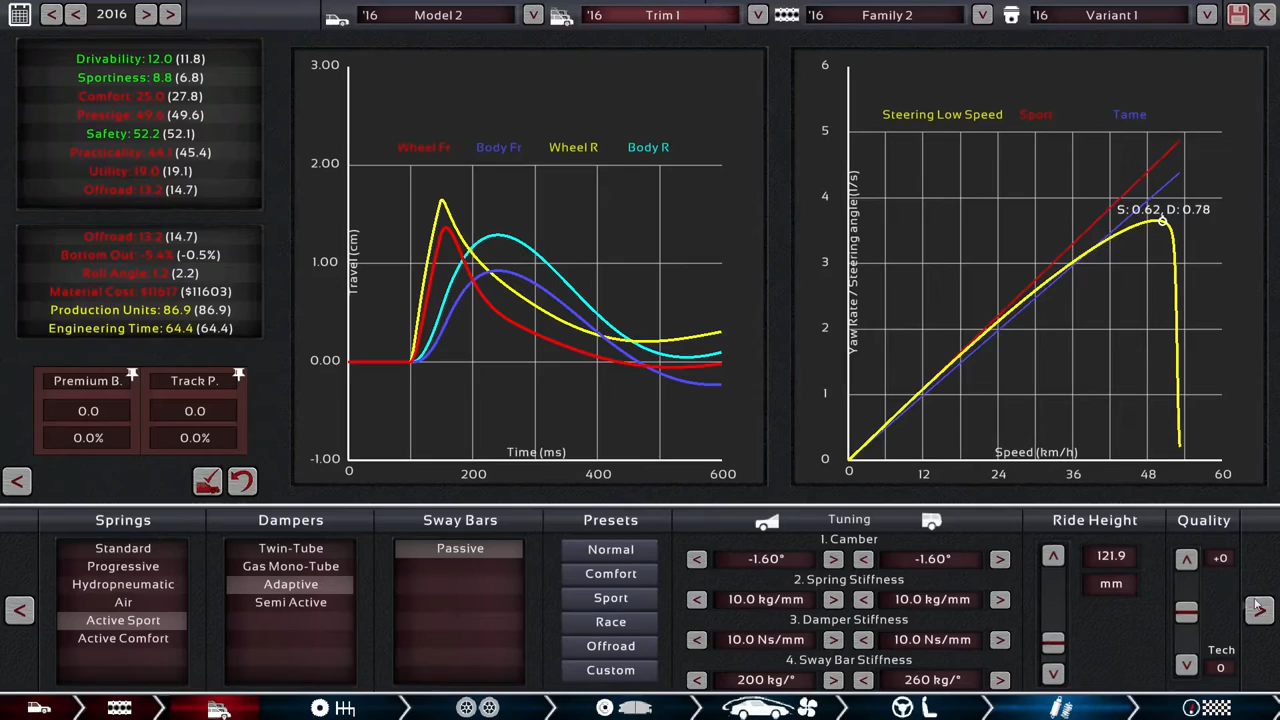 2016
'16 Model 2
'16 Trim 1
'16 Family 2
'16 Variant 1
Drivability: 12.0 (11.8)
Sportiness: 8.8 (6.8)
Comfort: 25.0 (27.8)
Prestige: 49.6 (49.6)
Safety: 52.2 (52.1)
Practicality: 44.1 (45.4)
Utility: 19.0 (19.1)
Offroad: 13.2 (14.7)
Offroad: 13.2 (14.7)
Bottom Out: -5.4% (-0.5%)
Roll Angle: 1.2 (2.2)
Material Cost: $11617 ($11603)
Production Units: 86.9 (86.9)
Engineering Time: 64.4 (64.4)
Premium B. Track P.
0.0 0.0
0.0% 0.0%
3.00
2.00
1.00
0.00
-1.00
Travel (cm)
Wheel Fr Body Fr Wheel R Body R
Time (ms)
0 200 400 600
6
5
4
3
2
1
0
Yaw Rate / Steering angle (1/s)
Steering Low Speed Sport Tame
S: 0.62, D: 0.78
Speed (km/h)
0 12 24 36 48 60
Springs
Standard
Progressive
Hydropneumatic
Air
Active Sport
Active Comfort
Dampers
Twin-Tube
Gas Mono-Tube
Adaptive
Semi Active
Sway Bars
Passive
Presets
Normal
Comfort
Sport
Race
Offroad
Custom
Tuning
1. Camber
-1.60° -1.60°
2. Spring Stiffness
10.0 kg/mm 10.0 kg/mm
3. Damper Stiffness
10.0 Ns/mm 10.0 Ns/mm
4. Sway Bar Stiffness
200 kg/° 260 kg/°
Ride Height
121.9
mm
Quality
+0
Tech
0